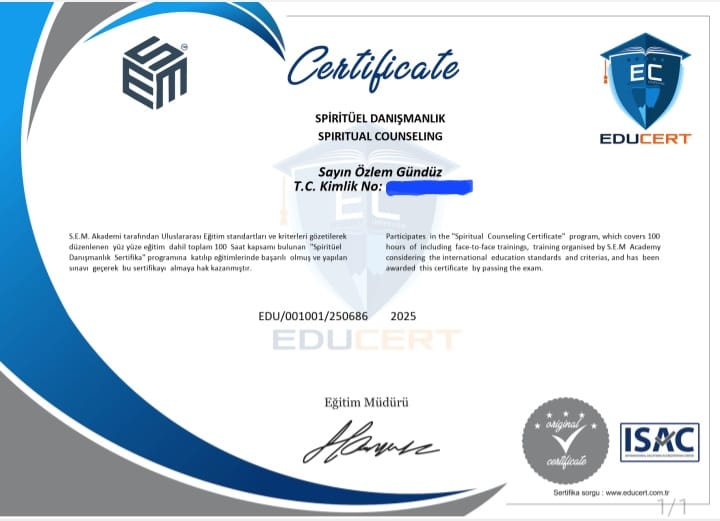 SEM
Certificate
EC
EDUCERT
SPİRİTÜEL DANIŞMANLIK
SPIRITUAL COUNSELING
Sayın Özlem Gündüz
T.C. Kimlik No:
S.E.M. Akademi tarafından Uluslararası Eğitim standartları ve kriterleri gözetilerek
düzenlenen yüz yüze eğitim dahil toplam 100 Saat kapsamı bulunan "Spiritüel
Danışmanlık Sertifika" programına katılıp eğitimlerinde başarılı olmuş ve yapılan
sınavı geçerek bu sertifikayı almaya hak kazanmıştır.
Participates in the "Spiritual Counseling Certificate" program, which covers 100
hours of including face-to-face trainings, training organised by S.E.M Academy
considering the international education standards and criterias, and has been
awarded this certificate by passing the exam.
EC
EDU/001001/250686 2025
EDUCERT
Eğitim Müdürü
original
certificate
ISAC
Sertifika sorgu : www.educert.com.tr
1/1